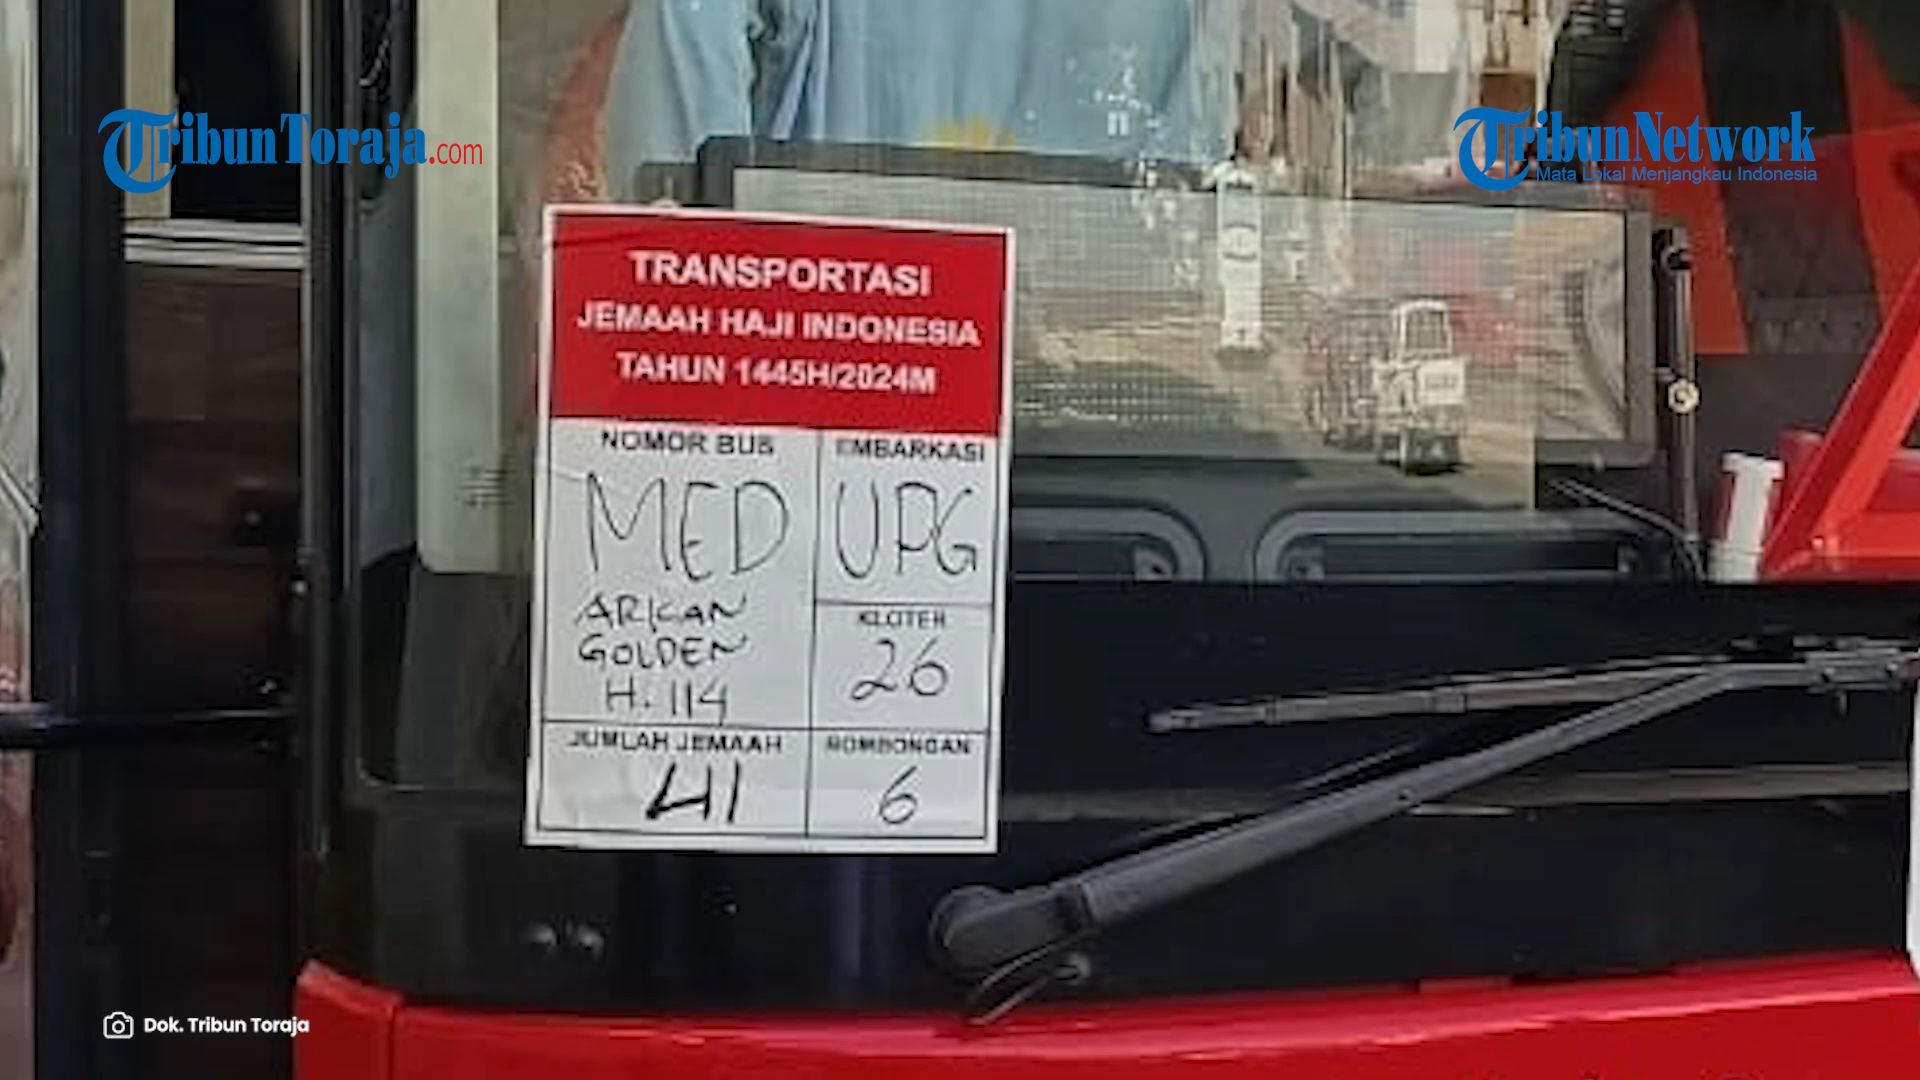 TribunToraja.com
TribunNetwork
Mata Lokal Menjangkau Indonesia
TRANSPORTASI
JEMAAH HAJI INDONESIA
TAHUN 1445H/2024M
NOMOR BUS
MED
ARKAN
GOLDEN
H. 114
EMBARKASI
UPG
KLOTER
26
JUMLAH JEMAAH
41
ROMBONGAN
6
Dok. Tribun Toraja